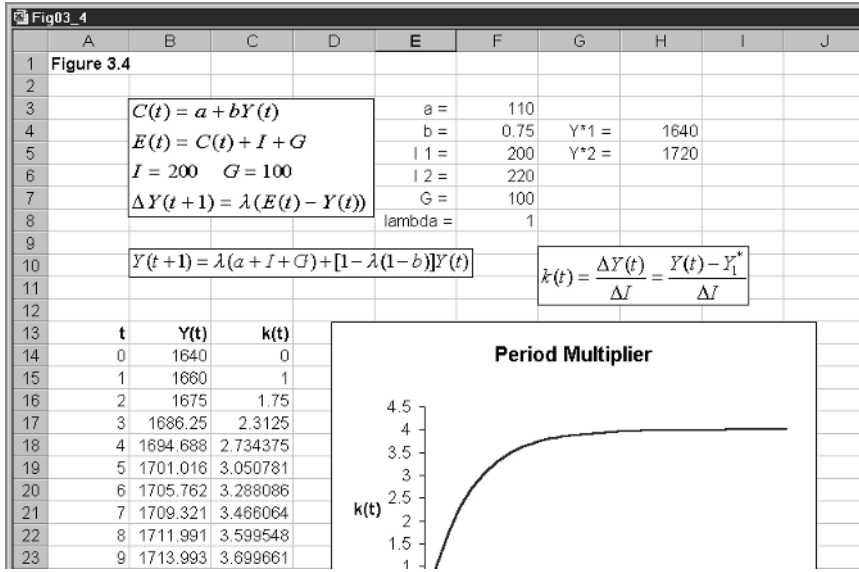 Fig03_4
A B C D E F G H I J
1 Figure 3.4
2
3 C(t) = a + bY(t) a = 110
4 E(t) = C(t) + I + G b = 0.75 Y*1 = 1640
5 I = 200 G = 100 I 1 = 200 Y*2 = 1720
6 I 2 = 220
7 ΔY(t + 1) = λ(E(t) − Y(t)) G = 100
8 lambda = 1
9
10 Y(t + 1) = λ(a + I + G) + [1 − λ(1 − b)]Y(t) k(t) = ΔY(t)/ΔI = (Y(t) − Y₁*)/ΔI
11
12
13 t Y(t) k(t)
14 0 1640 0 Period Multiplier
15 1 1660 1
16 2 1675 1.75 4.5
17 3 1686.25 2.3125 4
18 4 1694.688 2.734375 3.5
19 5 1701.016 3.050781 3
20 6 1705.762 3.288086 2.5
21 7 1709.321 3.466064 k(t) 2
22 8 1711.991 3.599548 1.5
23 9 1713.993 3.699661 1